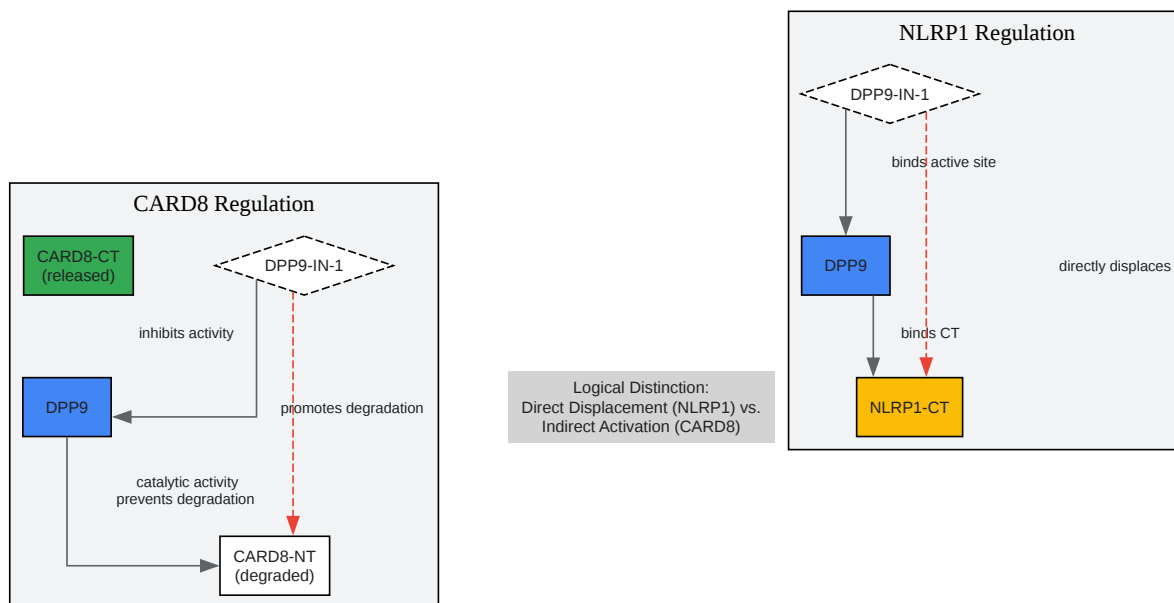 CARD8 Regulation
CARD8-CT
(released)
DPP9-IN-1
inhibits activity
DPP9
promotes degradation
catalytic activity
prevents degradation
CARD8-NT
(degraded)
Logical Distinction:
Direct Displacement (NLRP1) vs.
Indirect Activation (CARD8)
NLRP1 Regulation
DPP9-IN-1
binds active site
DPP9
directly displaces
binds CT
NLRP1-CT